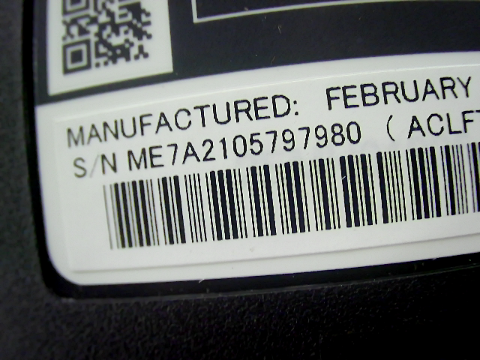 MANUFACTURED: FEBRUARY
S/N ME7A2105797980 ( ACLF